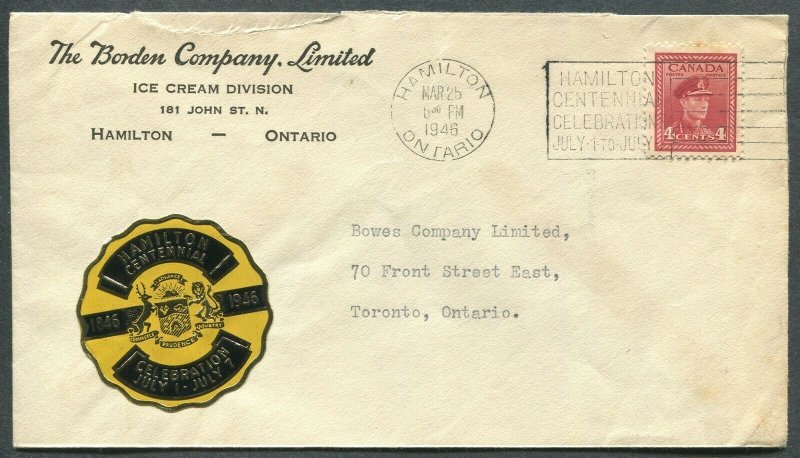 The Borden Company, Limited
ICE CREAM DIVISION
181 JOHN ST. N.
HAMILTON — ONTARIO
HAMILTON
MAR 25
PM
1946
ONTARIO
HAMILTON
CENTENNIAL
CELEBRATION
JULY·1·TO·JULY
CANADA
POSTES POSTAGE
4 CENTS 4
Bowes Company Limited,
70 Front Street East,
Toronto, Ontario.
HAMILTON
CENTENNIAL
1846 1946
ADVANCE
COMMERCE PRUDENCE INDUSTRY
CELEBRATION
JULY 1 - JULY 7